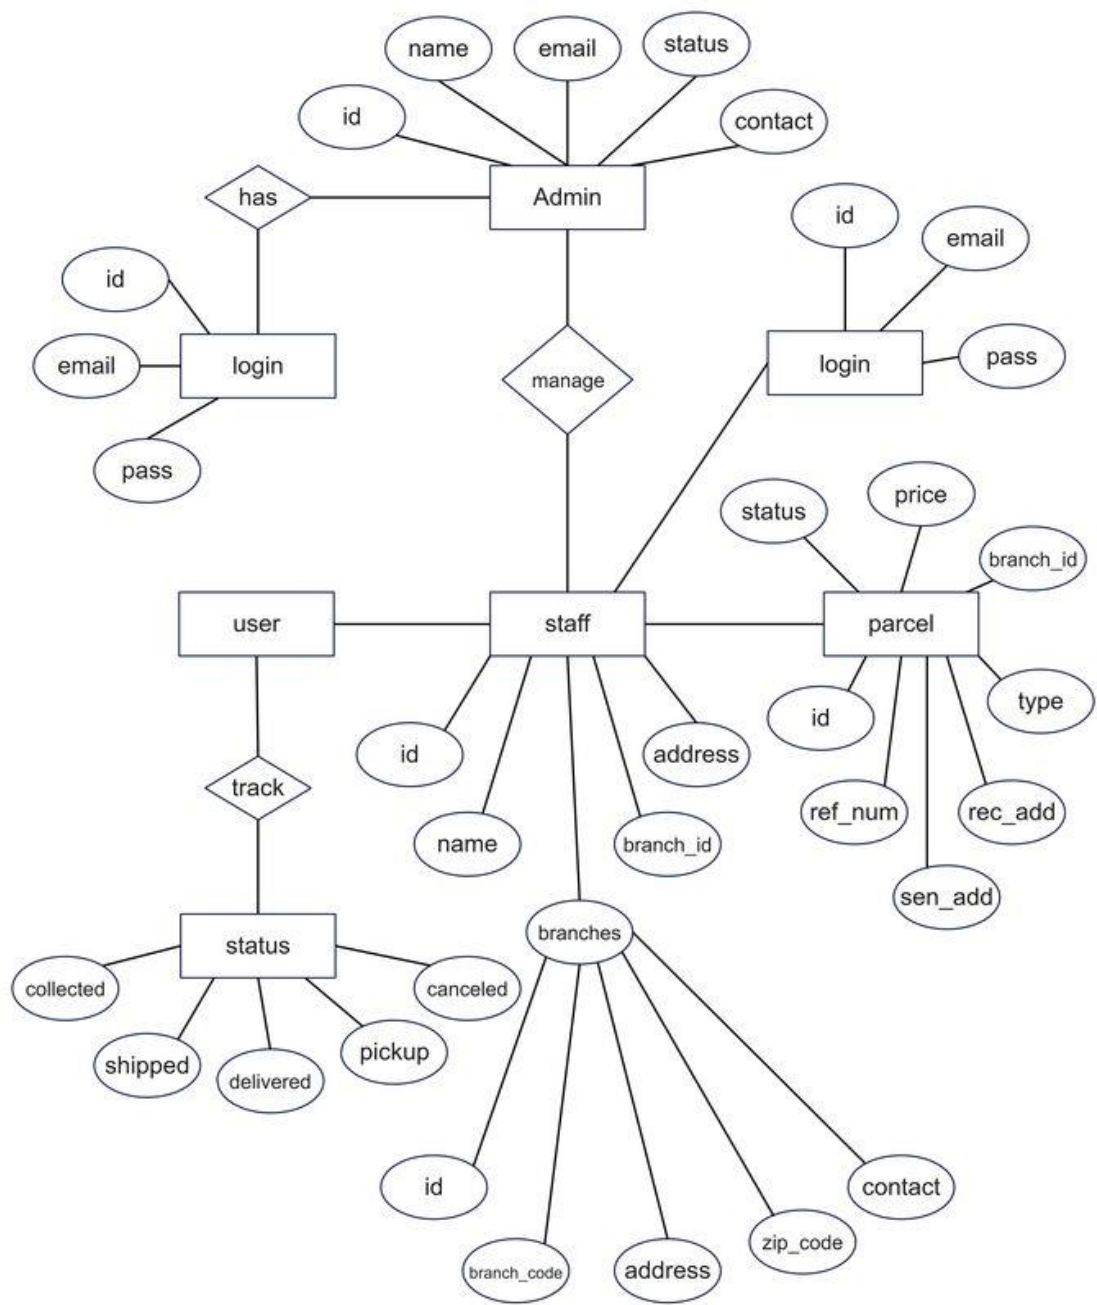 name
email
status
id
contact
has
Admin
id
email
id
login
email
manage
login
pass
pass
status
price
branch_id
user
staff
parcel
id
address
id
type
track
name
branch_id
ref_num
rec_add
sen_add
status
branches
collected
canceled
shipped
delivered
pickup
id
contact
branch_code
address
zip_code